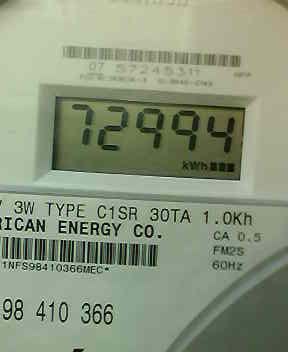 07 57245311
72994
kWh
V 3W TYPE C1SR 30TA 1.0Kh
RICAN ENERGY CO.
CA 0.5
FM2S
60Hz
1NFS98410366MEC*
98 410 366